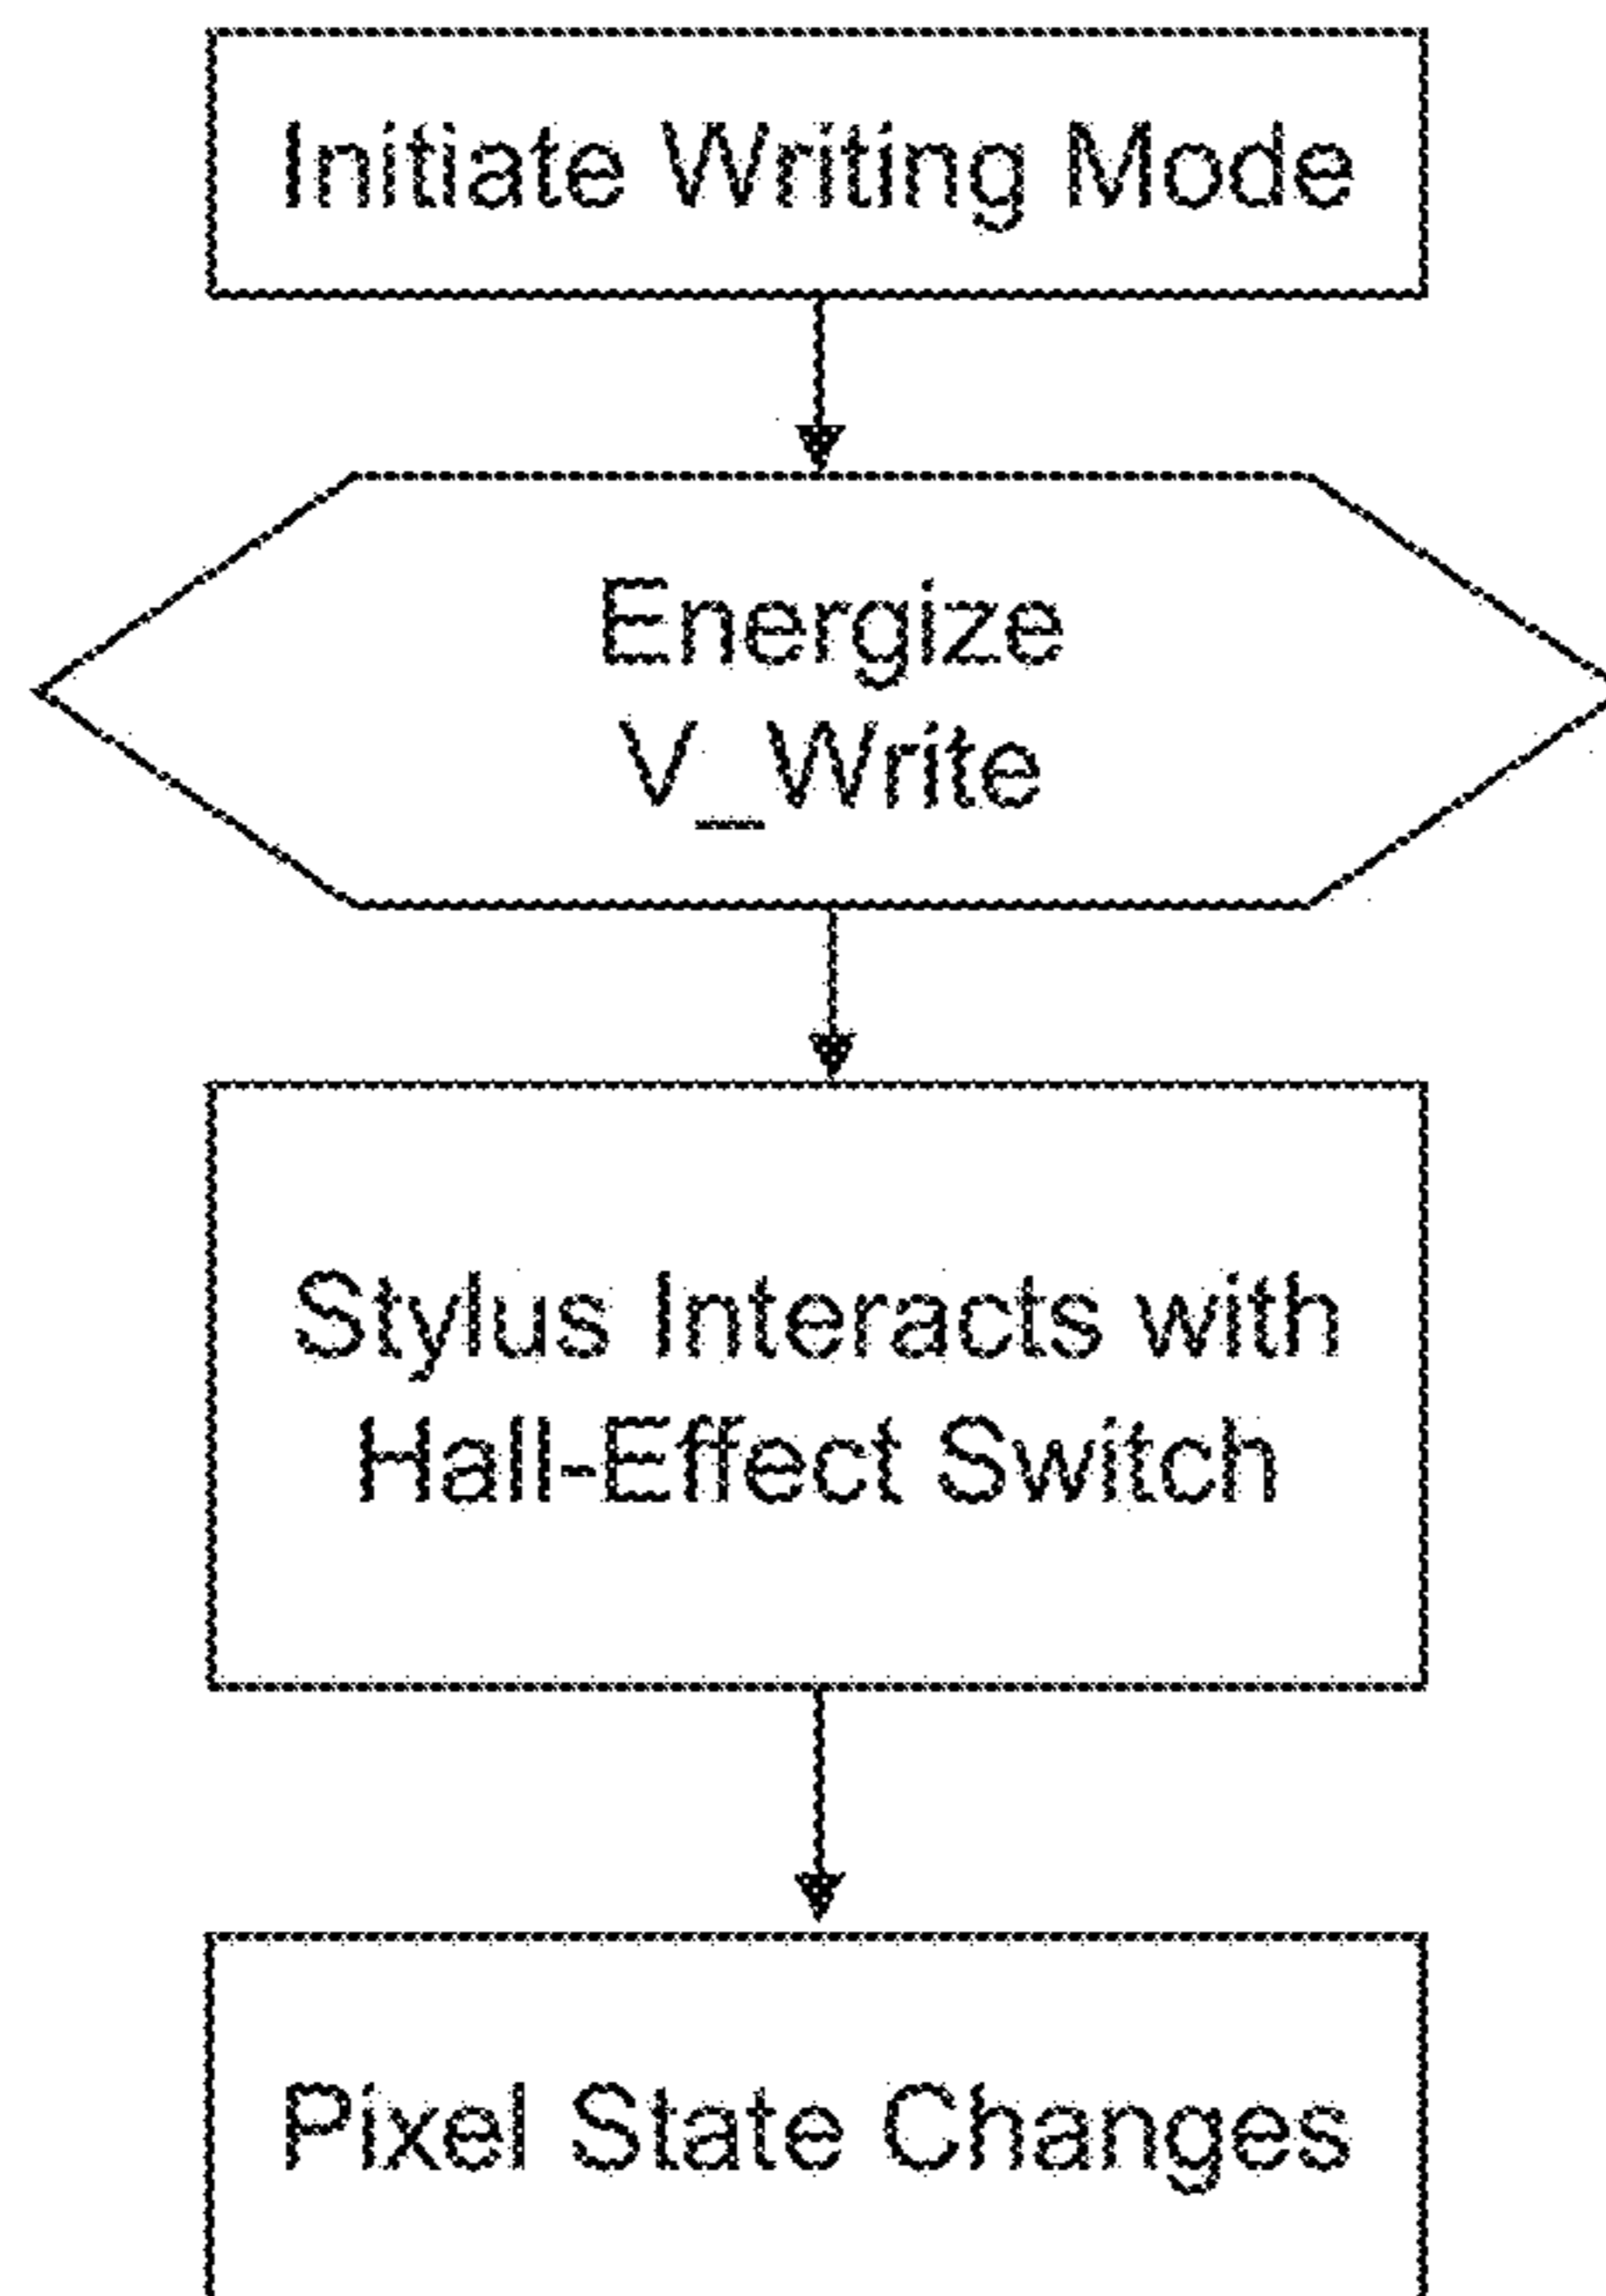 Initiate Writing Mode
Energize
V_Write
Stylus Interacts with
Hall-Effect Switch
Pixel State Changes